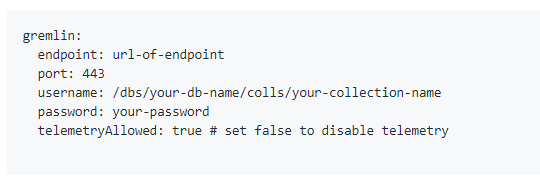 gremlin:
  endpoint: url-of-endpoint
  port: 443
  username: /dbs/your-db-name/colls/your-collection-name
  password: your-password
  telemetryAllowed: true # set false to disable telemetry